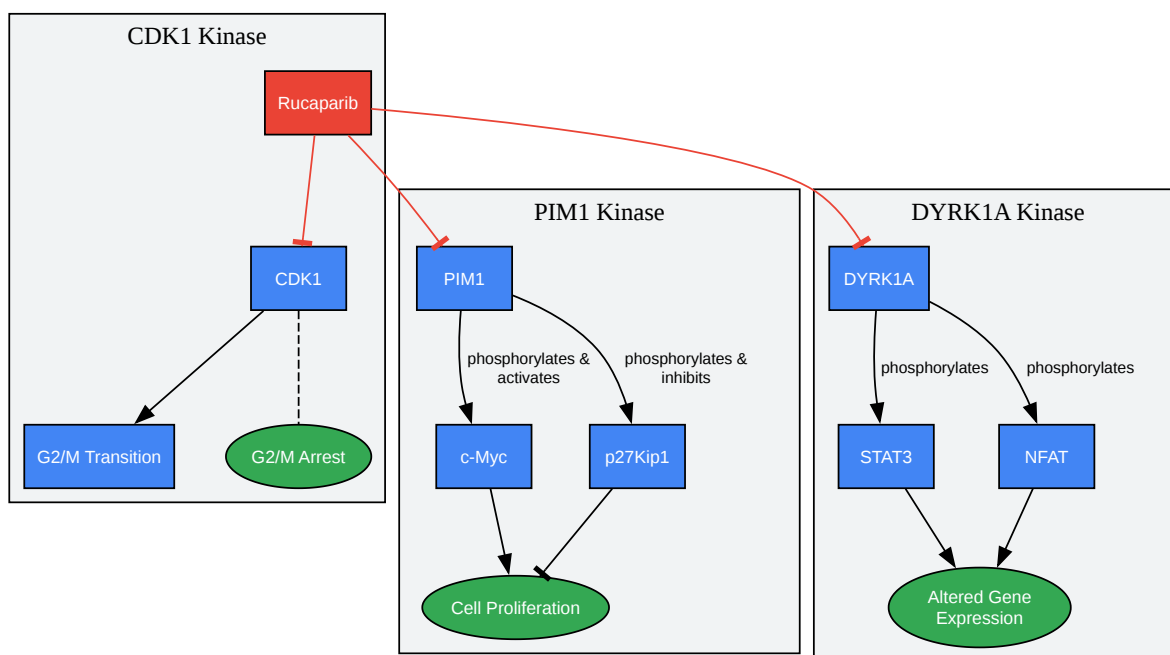 CDK1 Kinase
Rucaparib
CDK1
G2/M Transition
G2/M Arrest
PIM1 Kinase
PIM1
phosphorylates &
activates
phosphorylates &
inhibits
c-Myc
p27Kip1
Cell Proliferation
DYRK1A Kinase
DYRK1A
phosphorylates
phosphorylates
STAT3
NFAT
Altered Gene
Expression